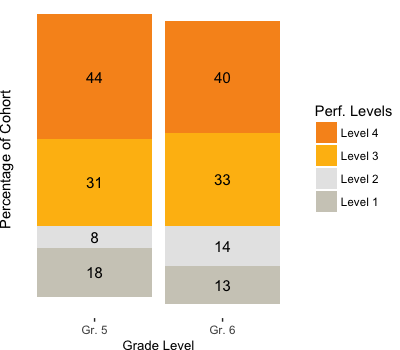 Percentage of Cohort
44
31
8
18
40
33
14
13
Gr. 5
Gr. 6
Grade Level
Perf. Levels
Level 4
Level 3
Level 2
Level 1